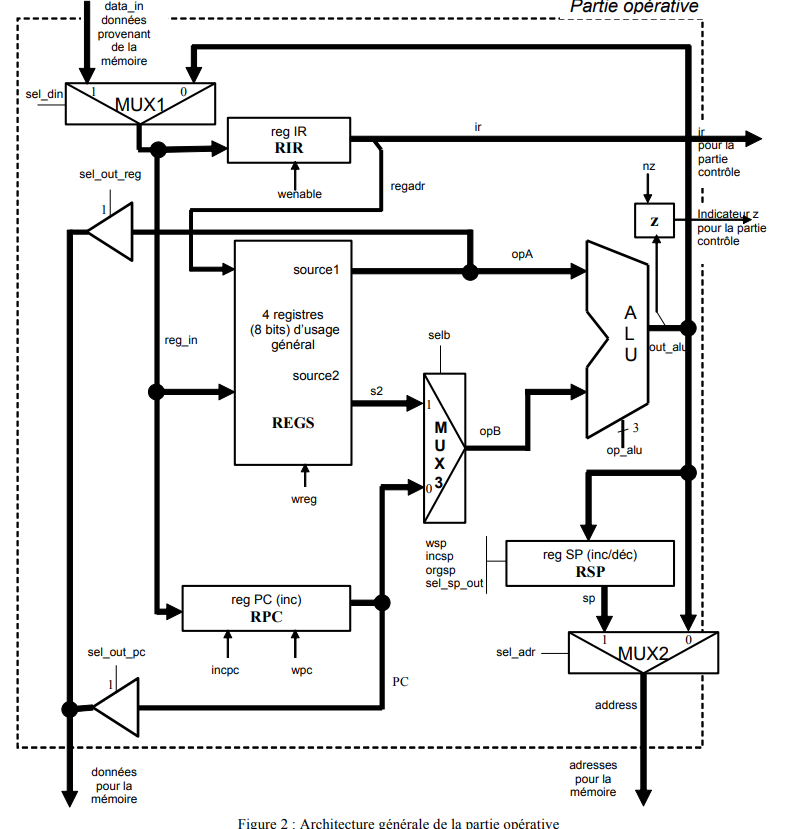 Partie opérative
data_in
données
provenant
de la
mémoire
sel_din
1
0
MUX1
reg IR
RIR
wenable
ir
ir
pour la
partie
contrôle
regadr
nz
z
Indicateur z
pour la partie
contrôle
sel_out_reg
1
source1
opA
4 registres
(8 bits) d'usage
général
source2
REGS
reg_in
wreg
s2
selb
1
M
U
X
3
0
opB
A
L
U
out_alu
3
op_alu
wsp
incsp
orgsp
sel_sp_out
reg SP (inc/déc)
RSP
sp
reg PC (inc)
RPC
incpc
wpc
sel_adr
1
0
MUX2
sel_out_pc
1
PC
address
données
pour la
mémoire
adresses
pour la
mémoire
Figure 2 : Architecture générale de la partie opérative